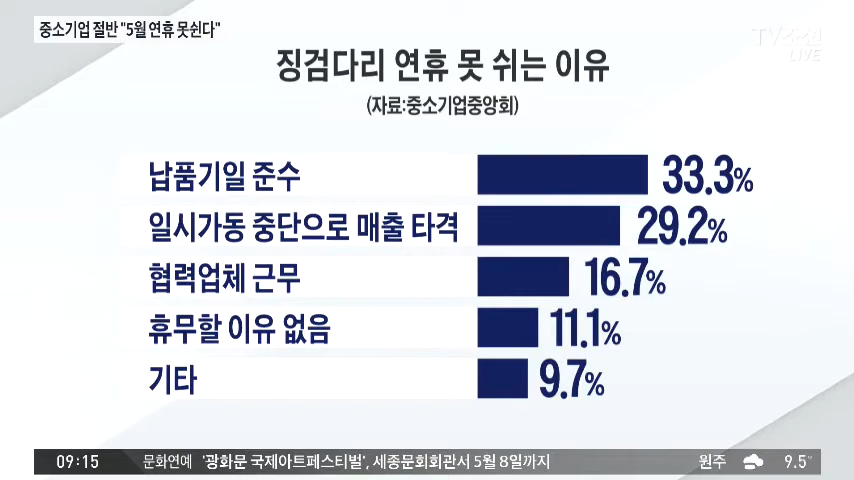 중소기업 절반 "5월 연휴 못쉰다"
TV조선
LIVE
징검다리 연휴 못 쉬는 이유
(자료:중소기업중앙회)
납품기일 준수 33.3%
일시가동 중단으로 매출 타격 29.2%
협력업체 근무 16.7%
휴무할 이유 없음 11.1%
기타 9.7%
09:15 문화연예 '광화문 국제아트페스티벌', 세종문화회관서 5월 8일까지 원주 9.5°